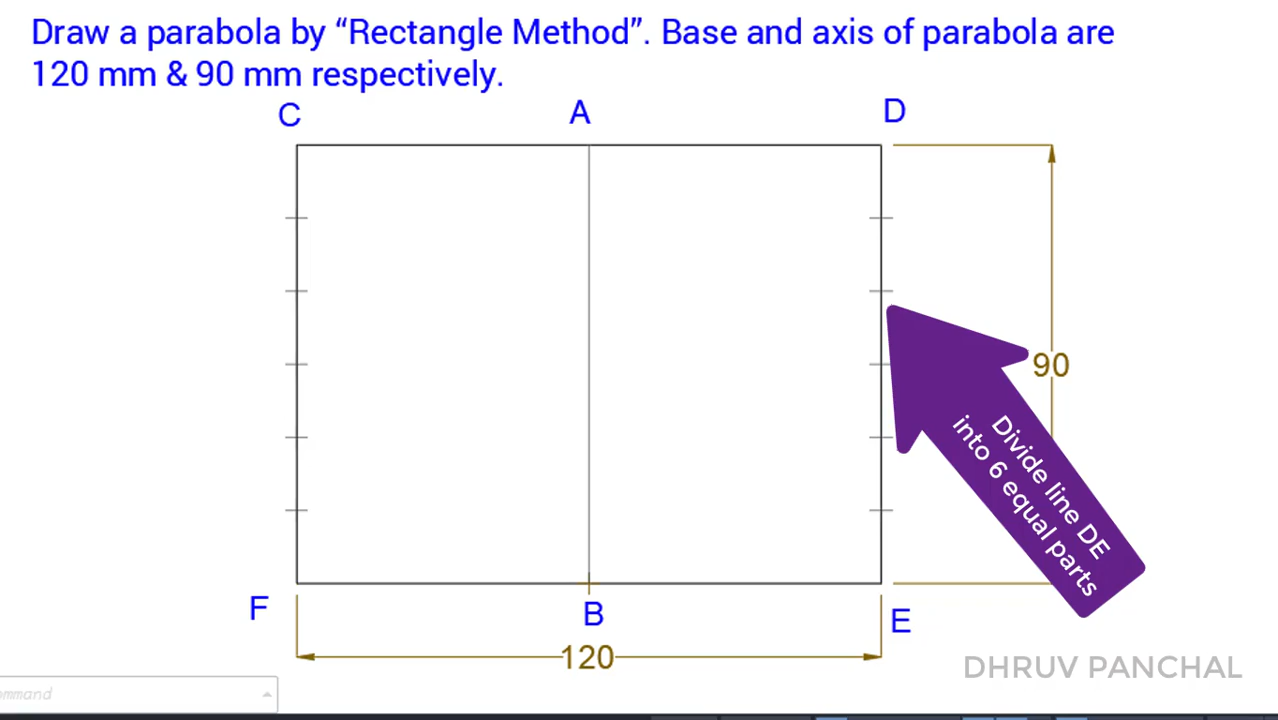 Draw a parabola by “Rectangle Method”. Base and axis of parabola are
120 mm & 90 mm respectively.
C A D
90
Divide line DE
into 6 equal parts
F B E
120
DHRUV PANCHAL
ommand